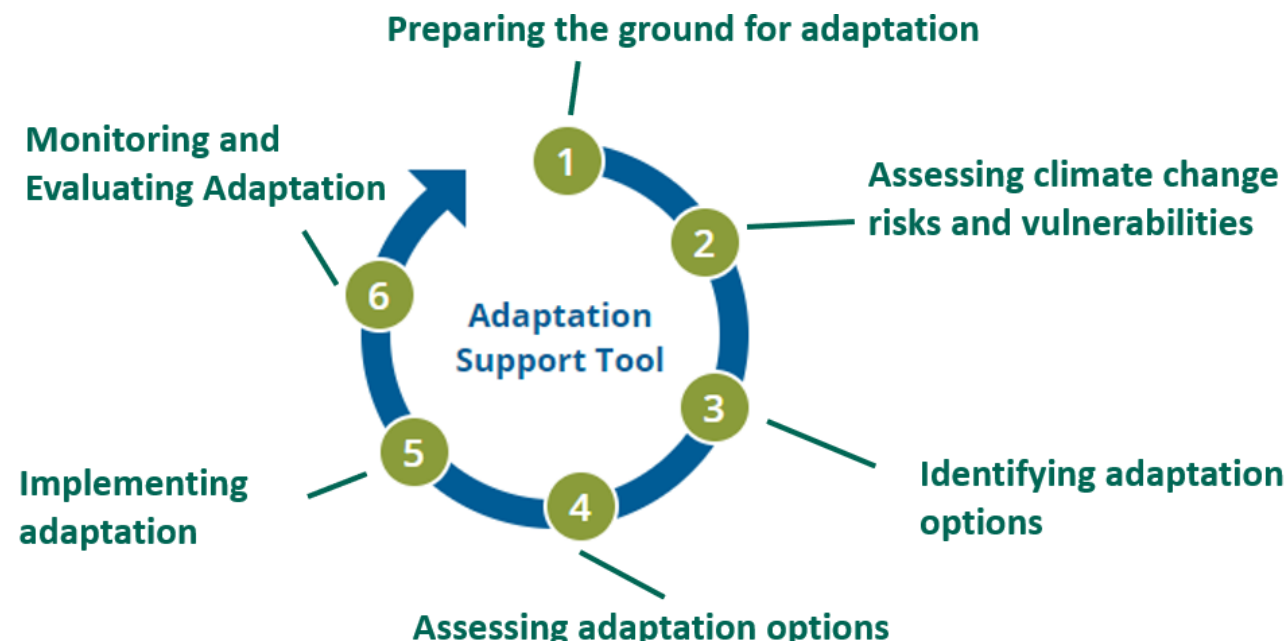 Preparing the ground for adaptation
1
Assessing climate change
risks and vulnerabilities
2
Identifying adaptation
options
3
Assessing adaptation options
4
Implementing
adaptation
5
Monitoring and
Evaluating Adaptation
6
Adaptation
Support Tool